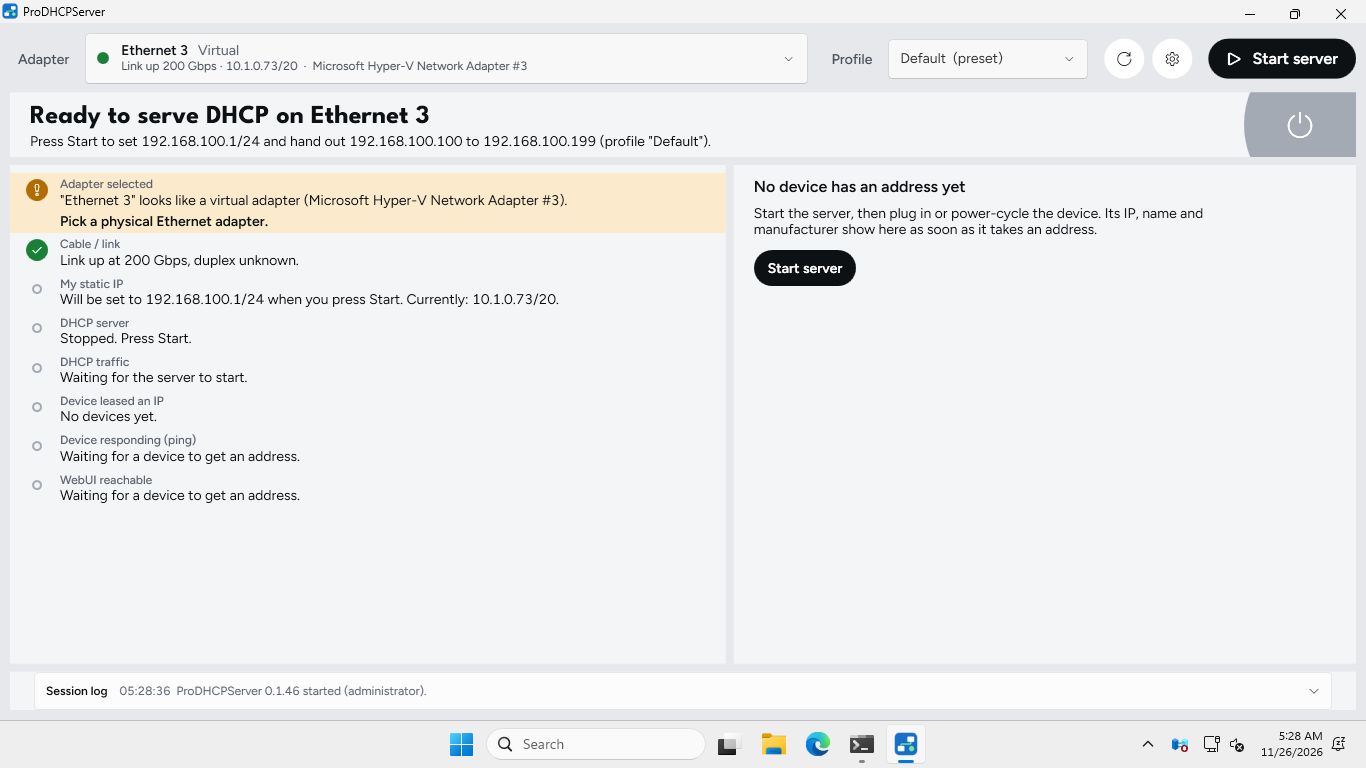 ProDHCPServer
Adapter
Ethernet 3 Virtual
Link up 200 Gbps · 10.1.0.73/20 · Microsoft Hyper-V Network Adapter #3
Profile
Default (preset)
Start server
Ready to serve DHCP on Ethernet 3
Press Start to set 192.168.100.1/24 and hand out 192.168.100.100 to 192.168.100.199 (profile "Default").
Adapter selected
"Ethernet 3" looks like a virtual adapter (Microsoft Hyper-V Network Adapter #3).
Pick a physical Ethernet adapter.
Cable / link
Link up at 200 Gbps, duplex unknown.
My static IP
Will be set to 192.168.100.1/24 when you press Start. Currently: 10.1.0.73/20.
DHCP server
Stopped. Press Start.
DHCP traffic
Waiting for the server to start.
Device leased an IP
No devices yet.
Device responding (ping)
Waiting for a device to get an address.
WebUI reachable
Waiting for a device to get an address.
No device has an address yet
Start the server, then plug in or power-cycle the device. Its IP, name and
manufacturer show here as soon as it takes an address.
Start server
Session log 05:28:36 ProDHCPServer 0.1.46 started (administrator).
Search
5:28 AM
11/26/2026